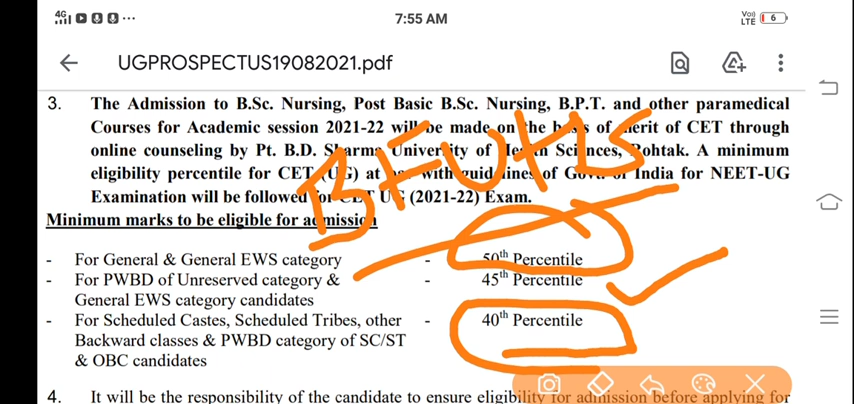 4G 7:55 AM Vo) LTE 6
UGPROSPECTUS19082021.pdf
3. The Admission to B.Sc. Nursing, Post Basic B.Sc. Nursing, B.P.T. and other paramedical
Courses for Academic session 2021-22 will be made on the basis of merit of CET through
online counseling by Pt. B.D. Sharma University of Health Sciences, Rohtak. A minimum
eligibility percentile for CET (UG) at par with guidelines of Govt. of India for NEET-UG
Examination will be followed for CET UG (2021-22) Exam.
BFUHS
Minimum marks to be eligible for admission
- For General & General EWS category - 50th Percentile
- For PWBD of Unreserved category & - 45th Percentile
General EWS category candidates
- For Scheduled Castes, Scheduled Tribes, other - 40th Percentile
Backward classes & PWBD category of SC/ST
& OBC candidates
4. It will be the responsibility of the candidate to ensure eligibility for admission before applying for